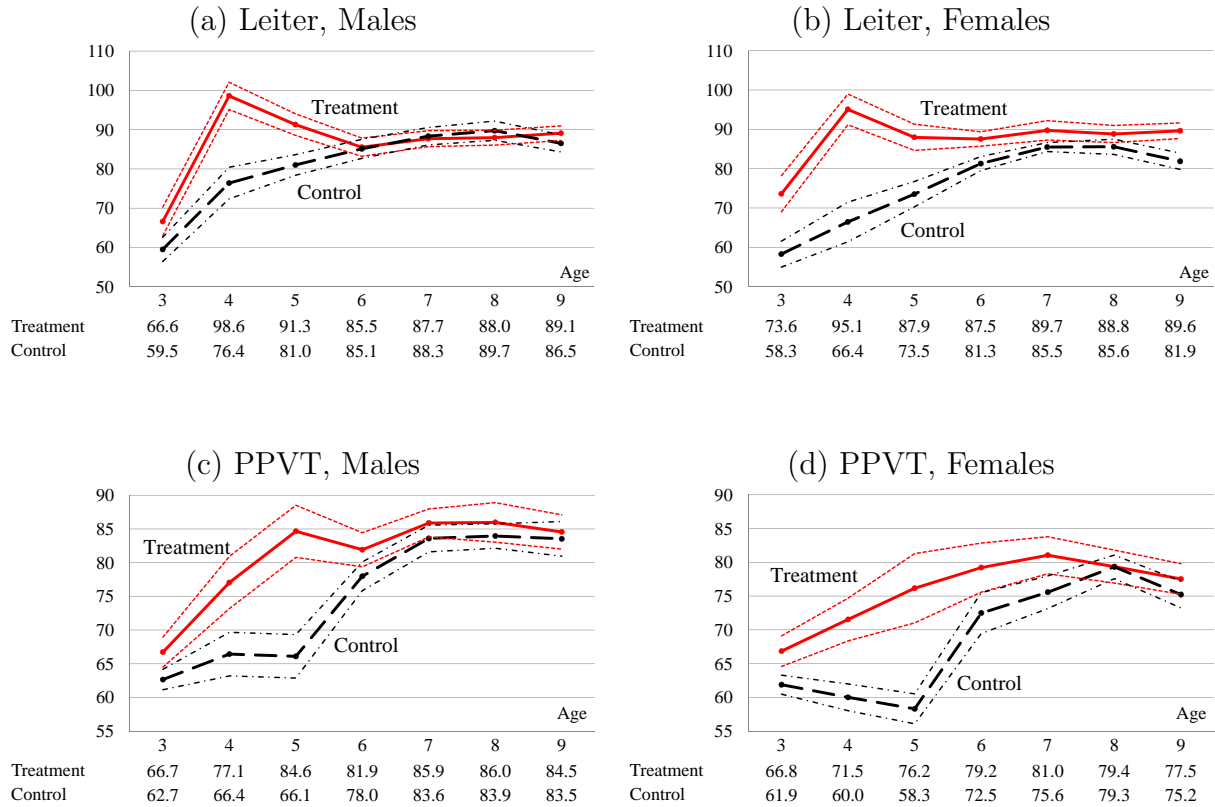 (a) Leiter, Males
110
100
90
80
70
60
50
Treatment
Control
Age
3 4 5 6 7 8 9
Treatment 66.6 98.6 91.3 85.5 87.7 88.0 89.1
Control 59.5 76.4 81.0 85.1 88.3 89.7 86.5
(b) Leiter, Females
110
100
90
80
70
60
50
Treatment
Control
Age
3 4 5 6 7 8 9
73.6 95.1 87.9 87.5 89.7 88.8 89.6
Treatment
58.3 66.4 73.5 81.3 85.5 85.6 81.9
Control
(c) PPVT, Males
90
85
80
75
70
65
60
55
Treatment
Control
Age
3 4 5 6 7 8 9
Treatment 66.7 77.1 84.6 81.9 85.9 86.0 84.5
Control 62.7 66.4 66.1 78.0 83.6 83.9 83.5
(d) PPVT, Females
90
85
80
75
70
65
60
55
Treatment
Control
Age
3 4 5 6 7 8 9
Treatment 66.8 71.5 76.2 79.2 81.0 79.4 77.5
Control 61.9 60.0 58.3 72.5 75.6 79.3 75.2